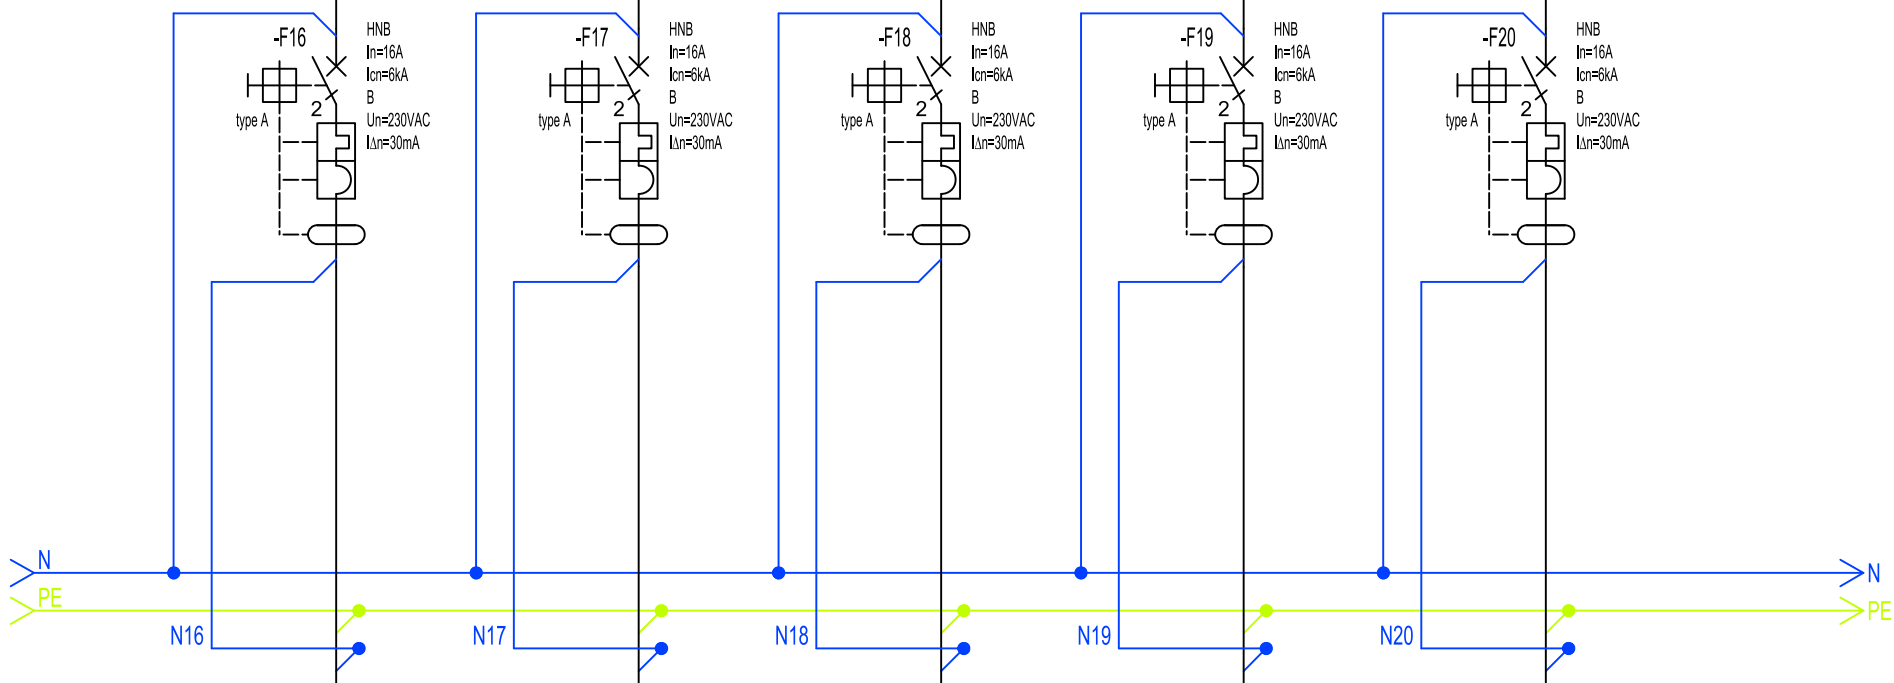 -F16
HNB
In=16A
Icn=6kA
B
Un=230VAC
IΔn=30mA
2
type A
-F17
HNB
In=16A
Icn=6kA
B
Un=230VAC
IΔn=30mA
2
type A
-F18
HNB
In=16A
Icn=6kA
B
Un=230VAC
IΔn=30mA
2
type A
-F19
HNB
In=16A
Icn=6kA
B
Un=230VAC
IΔn=30mA
2
type A
-F20
HNB
In=16A
Icn=6kA
B
Un=230VAC
IΔn=30mA
2
type A
N
N
PE
PE
N16
N17
N18
N19
N20